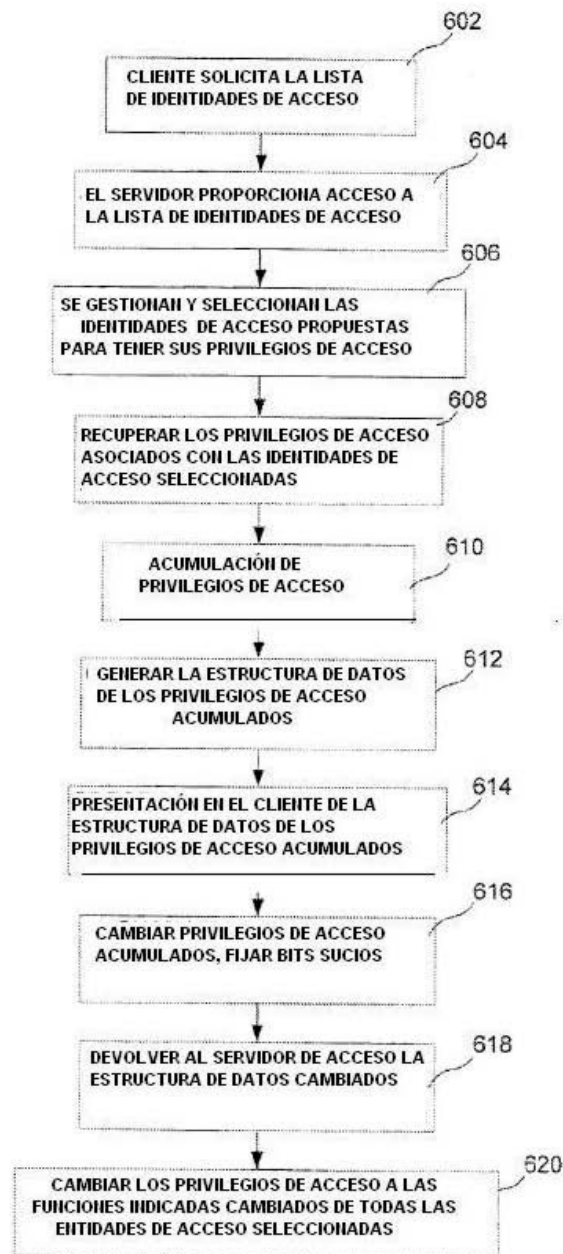 602
CLIENTE SOLICITA LA LISTA
DE IDENTIDADES DE ACCESO
604
EL SERVIDOR PROPORCIONA ACCESO A
LA LISTA DE IDENTIDADES DE ACCESO
606
SE GESTIONAN Y SELECCIONAN LAS
IDENTIDADES DE ACCESO PROPUESTAS
PARA TENER SUS PRIVILEGIOS DE ACCESO
608
RECUPERAR LOS PRIVILEGIOS DE ACCESO
ASOCIADOS CON LAS IDENTIDADES DE
ACCESO SELECCIONADAS
610
ACUMULACIÓN DE
PRIVILEGIOS DE ACCESO
612
GENERAR LA ESTRUCTURA DE DATOS
DE LOS PRIVILEGIOS DE ACCESO
ACUMULADOS
614
PRESENTACIÓN EN EL CLIENTE DE LA
ESTRUCTURA DE DATOS DE LOS
PRIVILEGIOS DE ACCESO ACUMULADOS
616
CAMBIAR PRIVILEGIOS DE ACCESO
ACUMULADOS, FIJAR BITS SUCIOS
618
DEVOLVER AL SERVIDOR DE ACCESO LA
ESTRUCTURA DE DATOS CAMBIADOS
620
CAMBIAR LOS PRIVILEGIOS DE ACCESO A LAS
FUNCIONES INDICADAS CAMBIADOS DE TODAS LAS
ENTIDADES DE ACCESO SELECCIONADAS